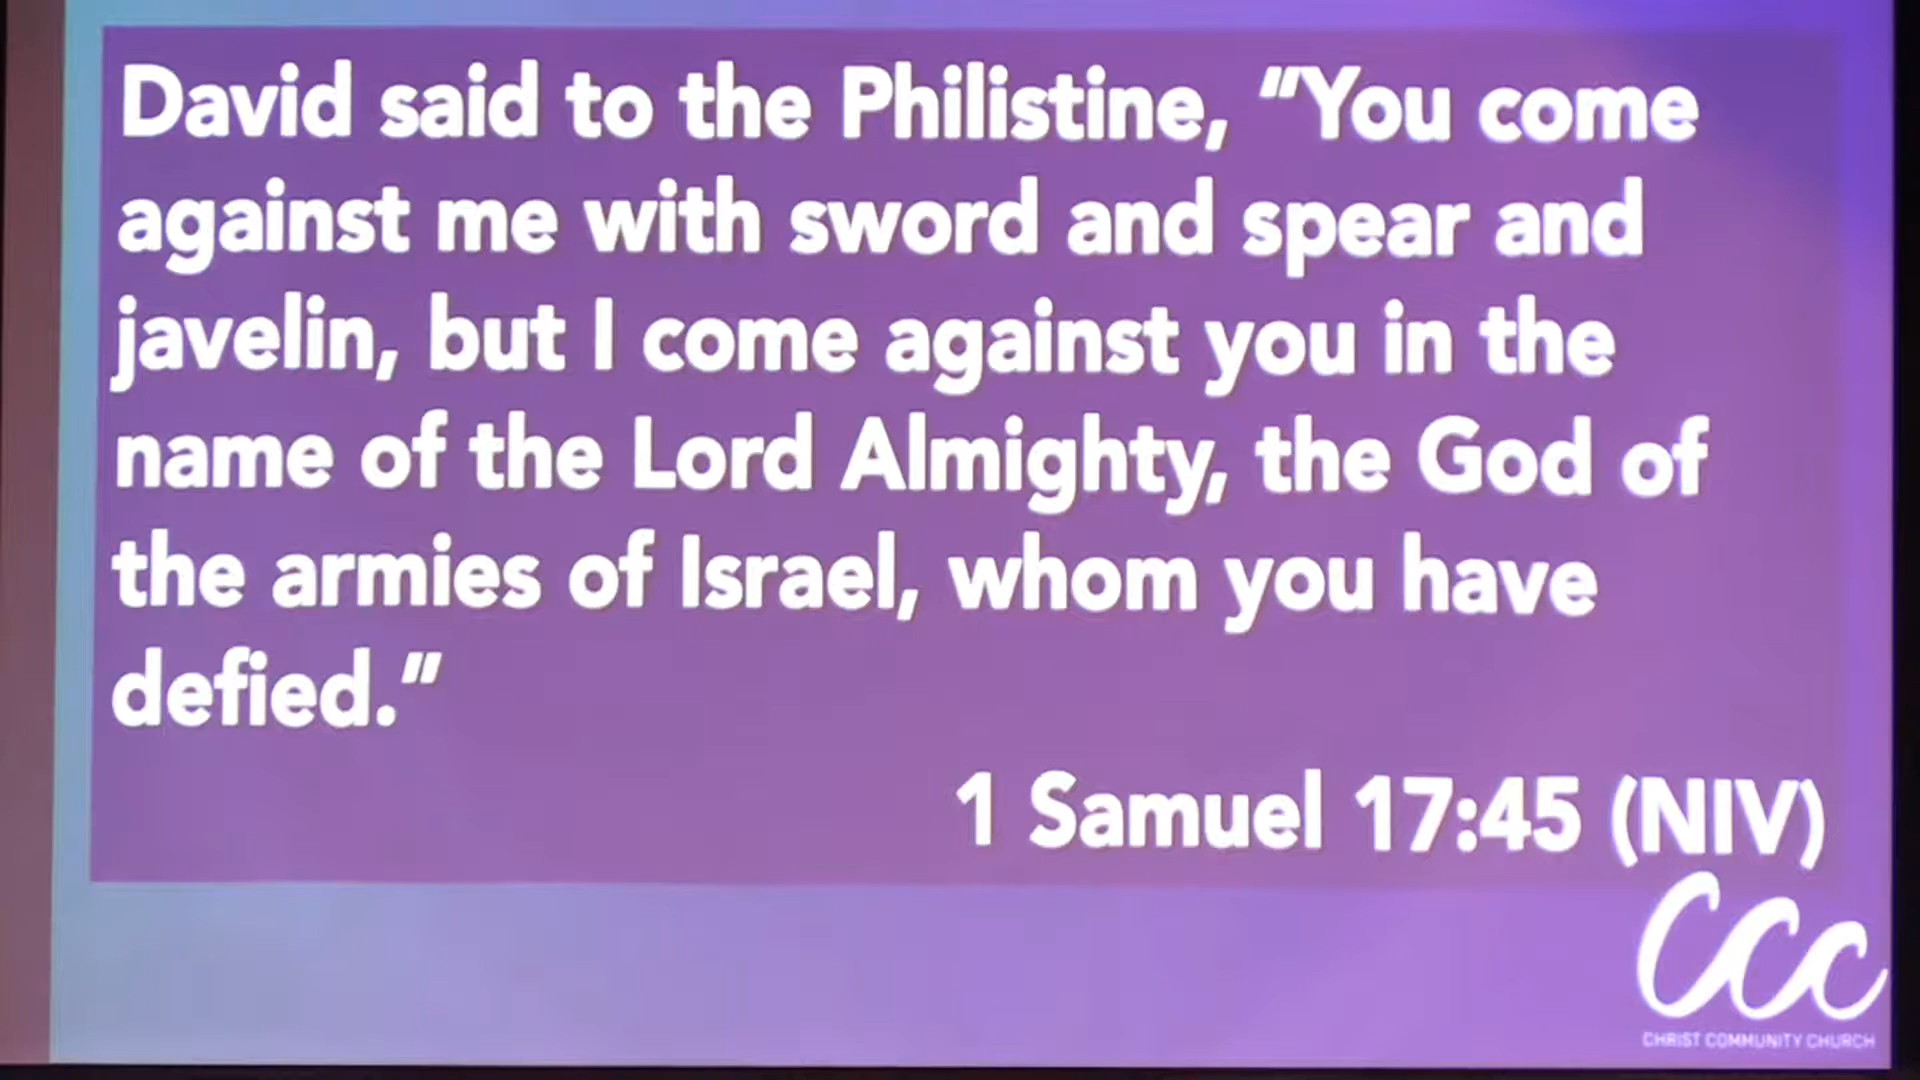 David said to the Philistine, “You come
against me with sword and spear and
javelin, but I come against you in the
name of the Lord Almighty, the God of
the armies of Israel, whom you have
defied.”
1 Samuel 17:45 (NIV)
CCC
CHRIST COMMUNITY CHURCH